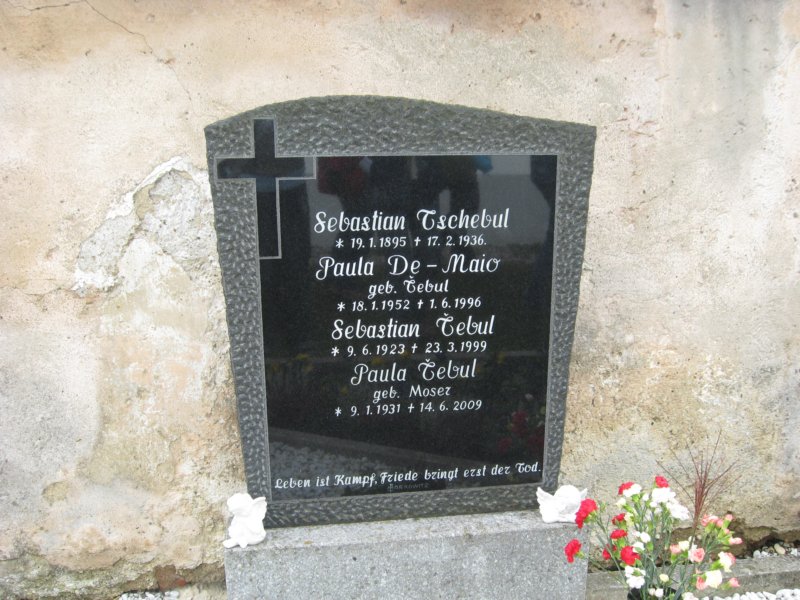 Sebastian Tschebul
* 19.1.1895 + 17.2.1936.
Paula De-Maio
geb. Čebul
* 18.1.1952 + 1.6.1996
Sebastian Čebul
* 9.6.1923 + 23.3.1999
Paula Čebul
geb. Moser
* 9.1.1931 + 14.6.2009
Leben ist Kampf, Friede bringt erst der Tod.